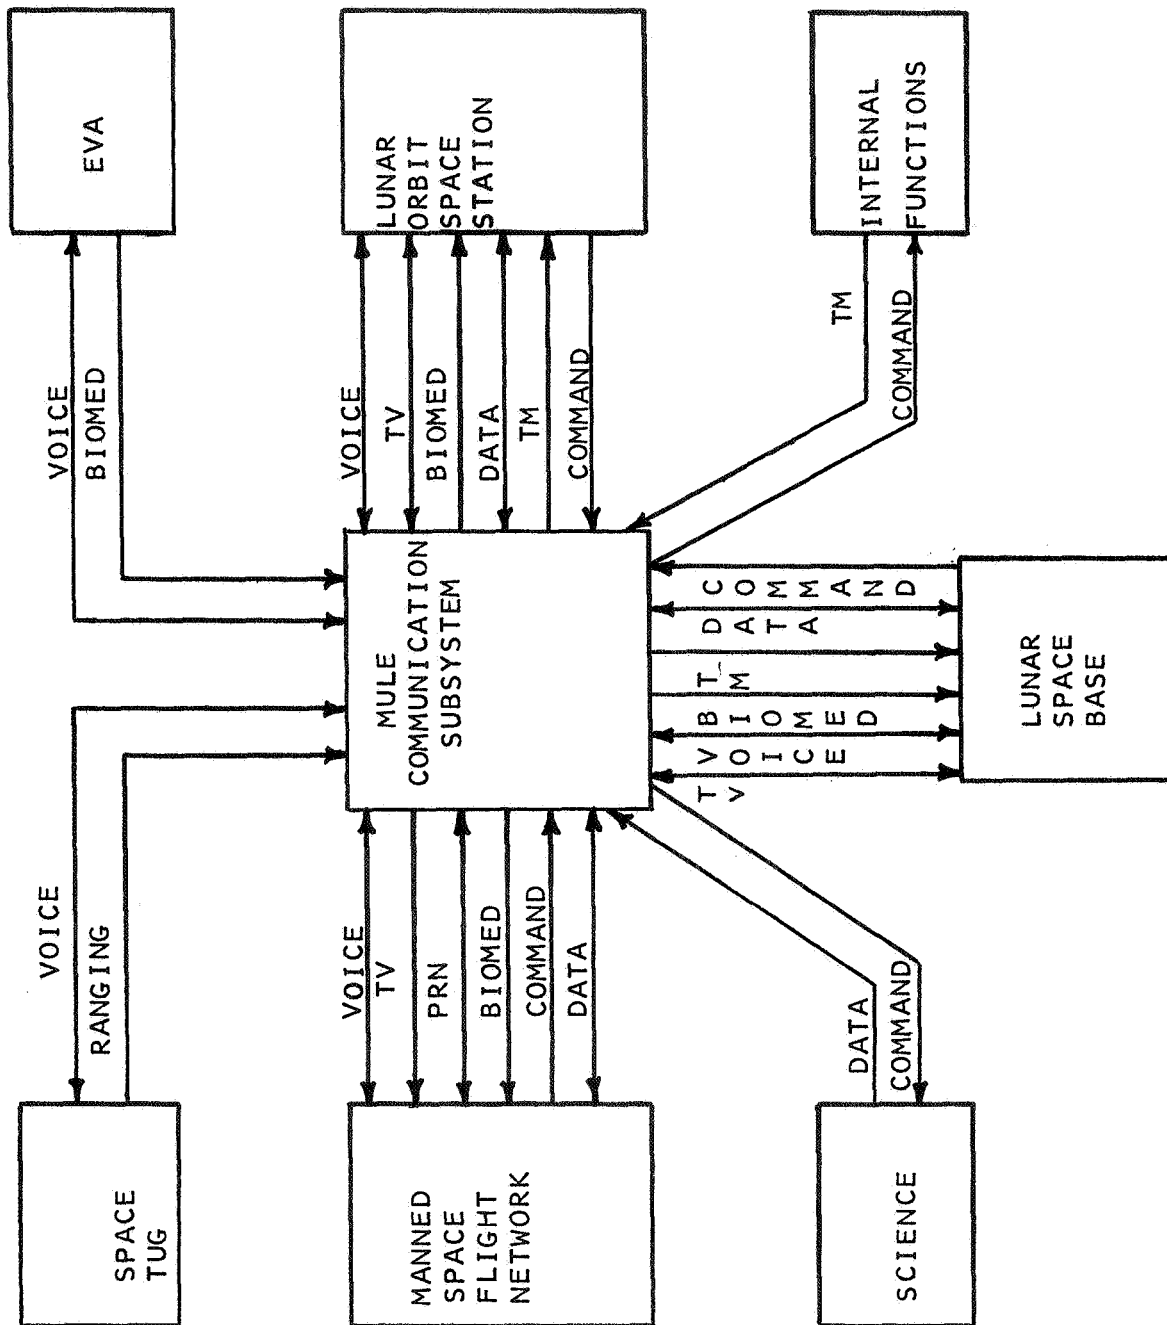 SPACE
TUG
VOICE
RANGING
VOICE
BIOMED
EVA
MANNED
SPACE
FLIGHT
NETWORK
VOICE
TV
PRN
BIOMED
COMMAND
DATA
MULE
COMMUNICATION
SUBSYSTEM
VOICE
TV
BIOMED
DATA
TM
COMMAND
LUNAR
ORBIT
SPACE
STATION
SCIENCE
DATA
COMMAND
TV
VOICE
BIOMED
TM
DATA
COMMAND
LUNAR
SPACE
BASE
TM
COMMAND
INTERNAL
FUNCTIONS